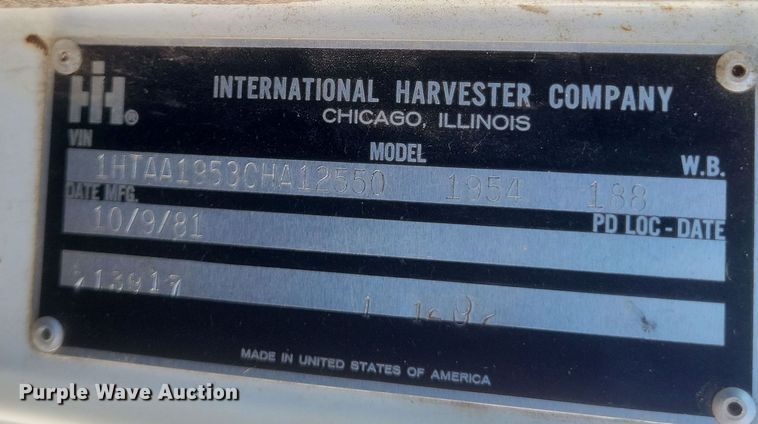 IH®
INTERNATIONAL HARVESTER COMPANY
CHICAGO, ILLINOIS
VIN MODEL W.B.
1HTAA1953CHA12550 1954 188
DATE MFG. PD LOC - DATE
10/9/81
MADE IN UNITED STATES OF AMERICA
Purple Wave Auction